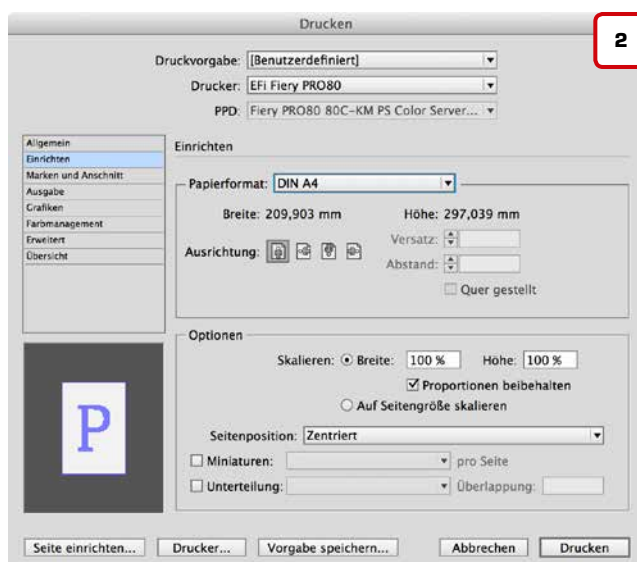 Drucken
2
Druckvorgabe: [Benutzerdefiniert]
Drucker: EFi Fiery PRO80
PPD: Fiery PRO80 80C-KM PS Color Server...
Allgemein
Einrichten
Marken und Anschnitt
Ausgabe
Grafiken
Farbmanagement
Erweitert
Übersicht
Einrichten
Papierformat: DIN A4
Breite: 209,903 mm Höhe: 297,039 mm
Ausrichtung:
Versatz:
Abstand:
Quer gestellt
Optionen
Skalieren: Breite: 100 % Höhe: 100 %
Proportionen beibehalten
Auf Seitengröße skalieren
Seitenposition: Zentriert
Miniaturen: pro Seite
Unterteilung: Überlappung:
P
Seite einrichten... Drucker... Vorgabe speichern... Abbrechen Drucken